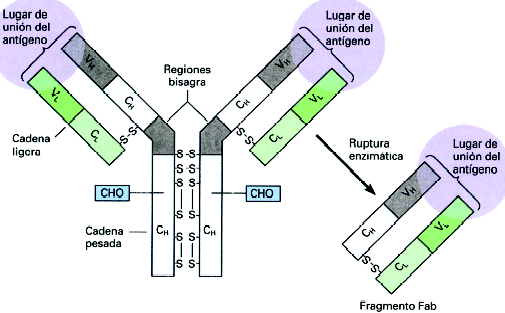 Lugar de
unión del
antígeno
Lugar de
unión del
antígeno
VH
VH
Regiones
bisagra
CH
CH
VL
VL
Cadena
ligera
CL
CL
S-S
S-S
Ruptura
enzimática
Lugar de
unión del
antígeno
-S-S-
-S-S-
-S-S-
CHO
CHO
VH
-S-S-
Cadena
pesada
CH
CH
-S-S-
CH
VL
-S-S-
S-S
CL
Fragmento Fab